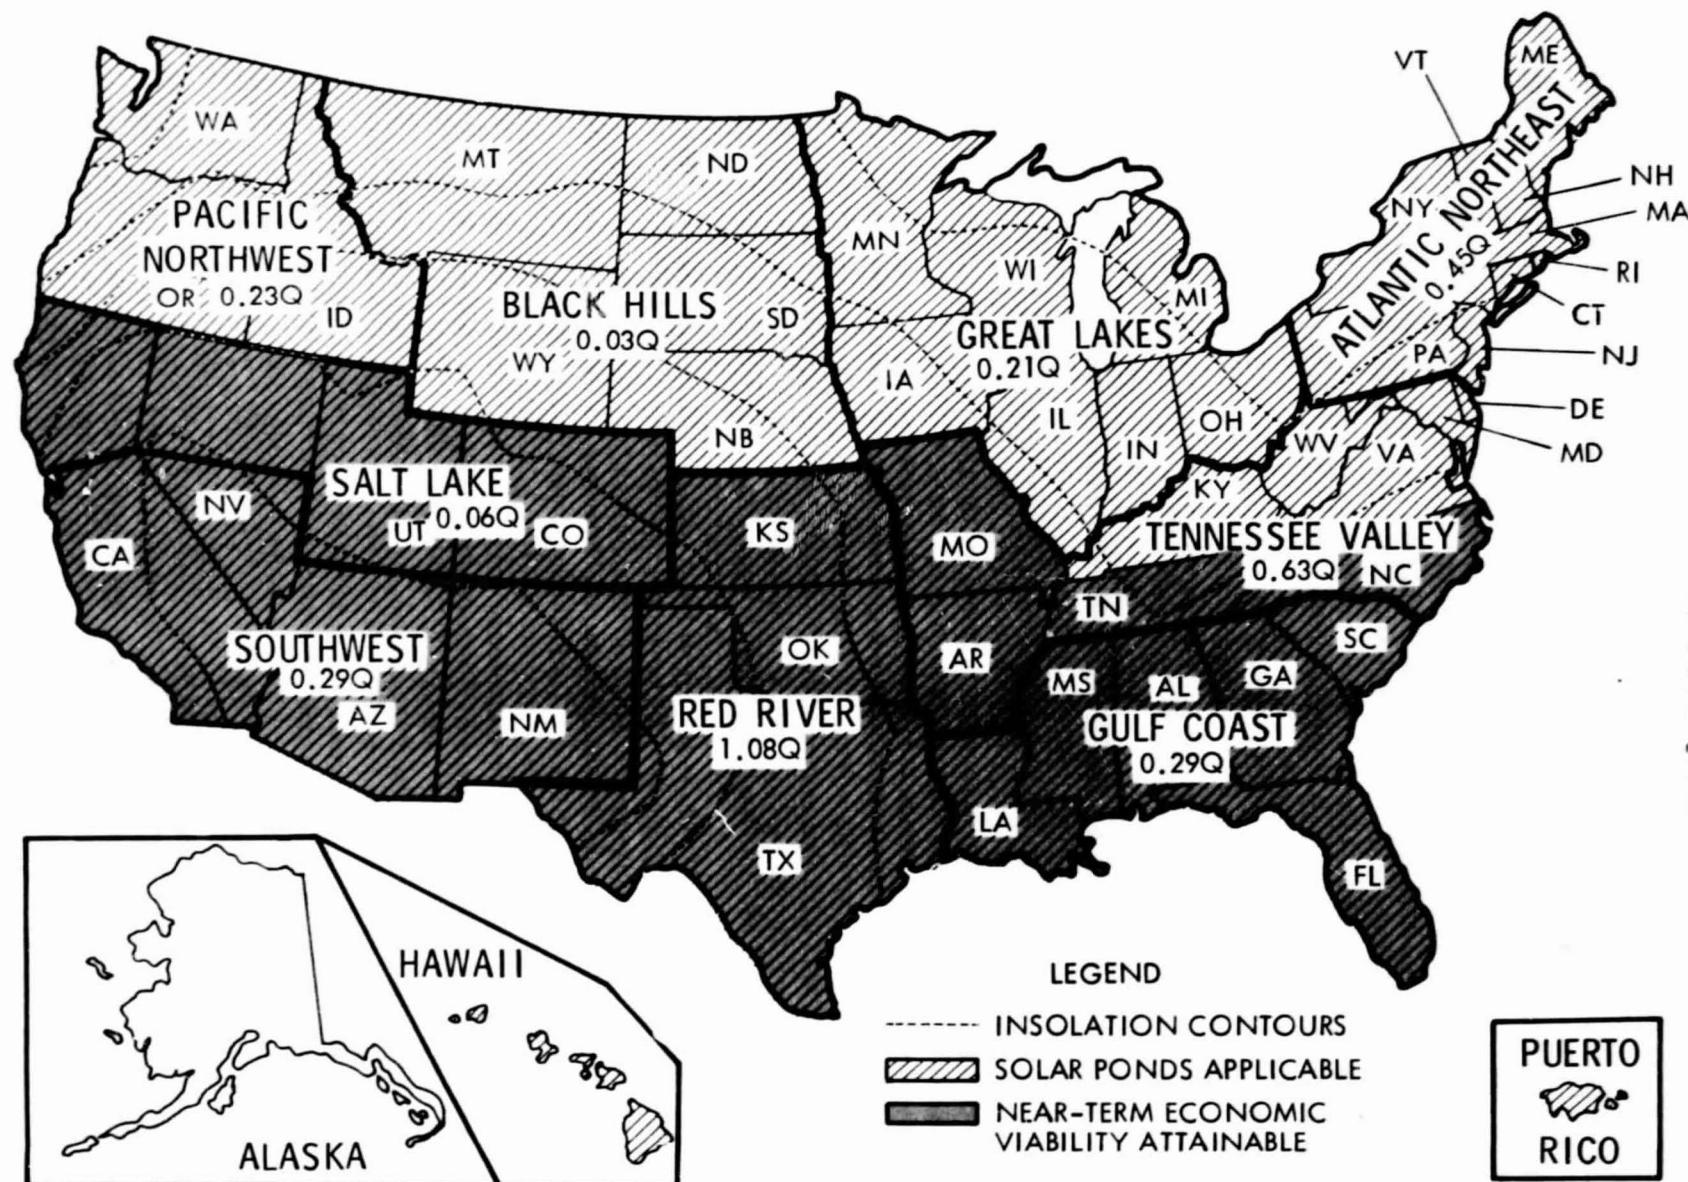 VT
ME
WA
MT
ND
NH
MA
PACIFIC
NORTHWEST
OR 0.23Q
ID
BLACK HILLS
0.03Q
WY
SD
NB
MN
WI
MI
GREAT LAKES
0.21Q
IA
IL
IN
OH
NY
ATLANTIC NORTHEAST
0.45Q
PA
RI
CT
NJ
DE
MD
WV
VA
KY
TENNESSEE VALLEY
0.63Q
NC
TN
SALT LAKE
0.06Q
UT
CO
NV
CA
KS
MO
SOUTHWEST
0.29Q
AZ
NM
OK
RED RIVER
1.08Q
TX
AR
MS
AL
GA
SC
GULF COAST
0.29Q
LA
FL
HAWAII
ALASKA
LEGEND
INSOLATION CONTOURS
SOLAR PONDS APPLICABLE
NEAR-TERM ECONOMIC
VIABILITY ATTAINABLE
PUERTO
RICO